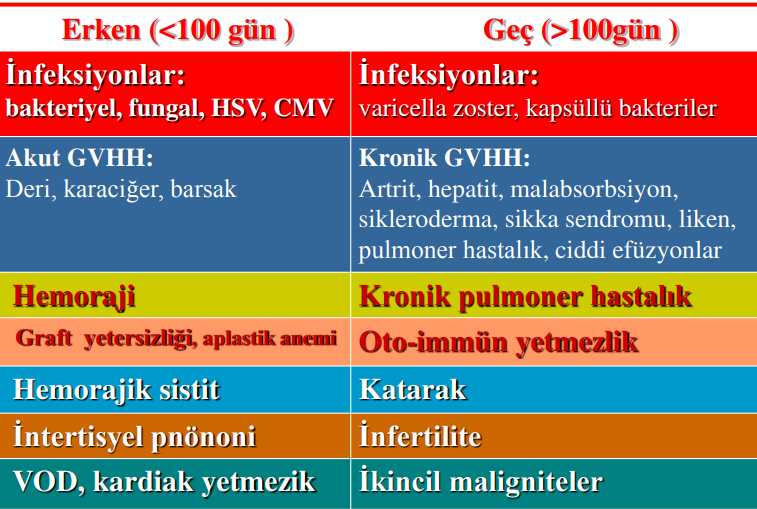 Erken (<100 gün )
Geç (>100gün )
İnfeksiyonlar:
bakteriyel, fungal, HSV, CMV
İnfeksiyonlar:
varicella zoster, kapsüllü bakteriler
Akut GVHH:
Deri, karaciğer, barsak
Kronik GVHH:
Artrit, hepatit, malabsorbsiyon,
sikleroderma, sikka sendromu, liken,
pulmoner hastalık, ciddi efüzyonlar
Hemoraji
Kronik pulmoner hastalık
Graft yetersizliği, aplastik anemi
Oto-immün yetmezlik
Hemorajik sistit
Katarak
İntertisyel pnönoni
İnfertilite
VOD, kardiak yetmezik
İkincil maligniteler